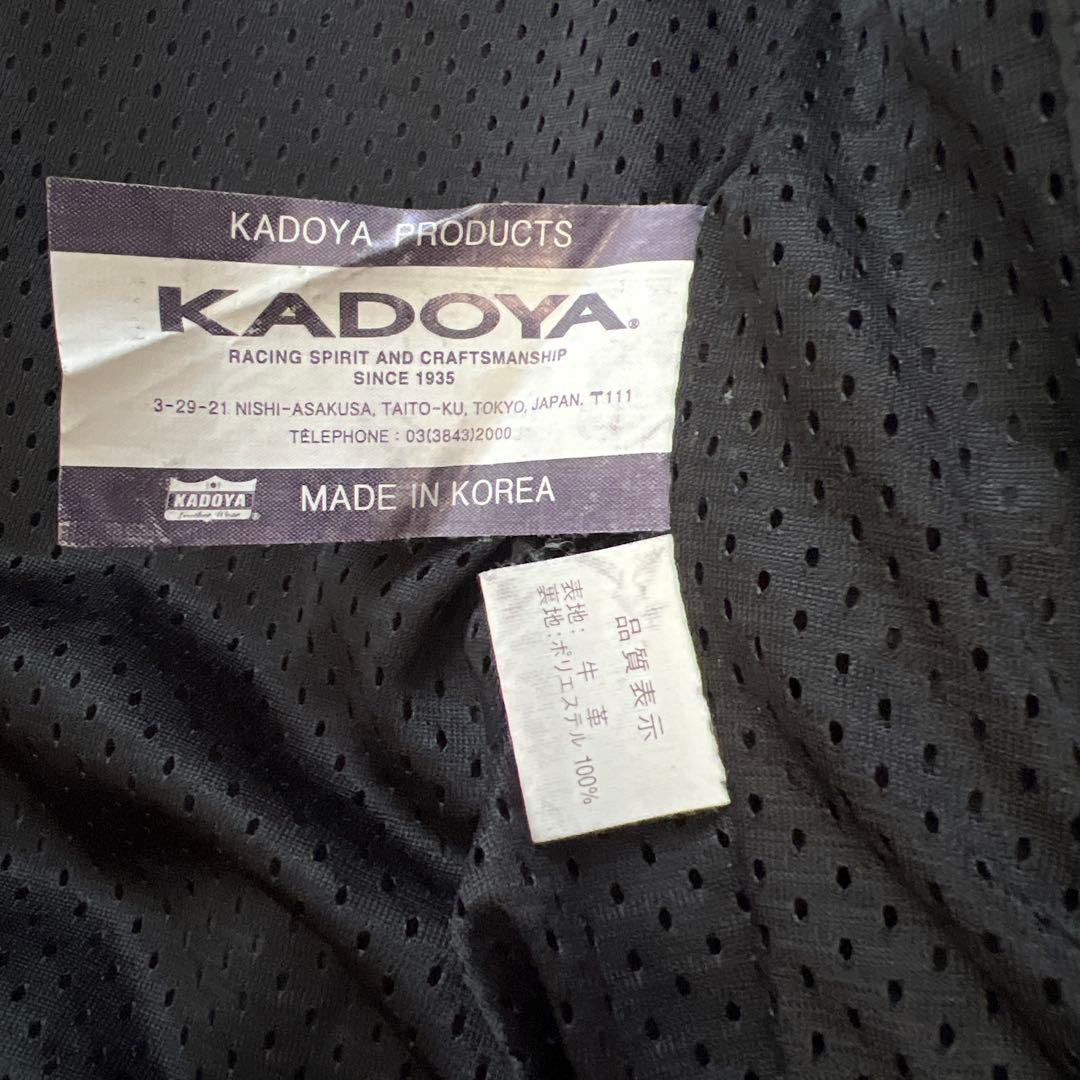 KADOYA PRODUCTS
KADOYA®
RACING SPIRIT AND CRAFTSMANSHIP
SINCE 1935
3-29-21 NISHI-ASAKUSA, TAITO-KU, TOKYO, JAPAN. 〒111
TELEPHONE : 03(3843)2000
KADOYA
Leather Wear ®
MADE IN KOREA
品質表示
表地: 牛革
裏地:ポリエステル 100%